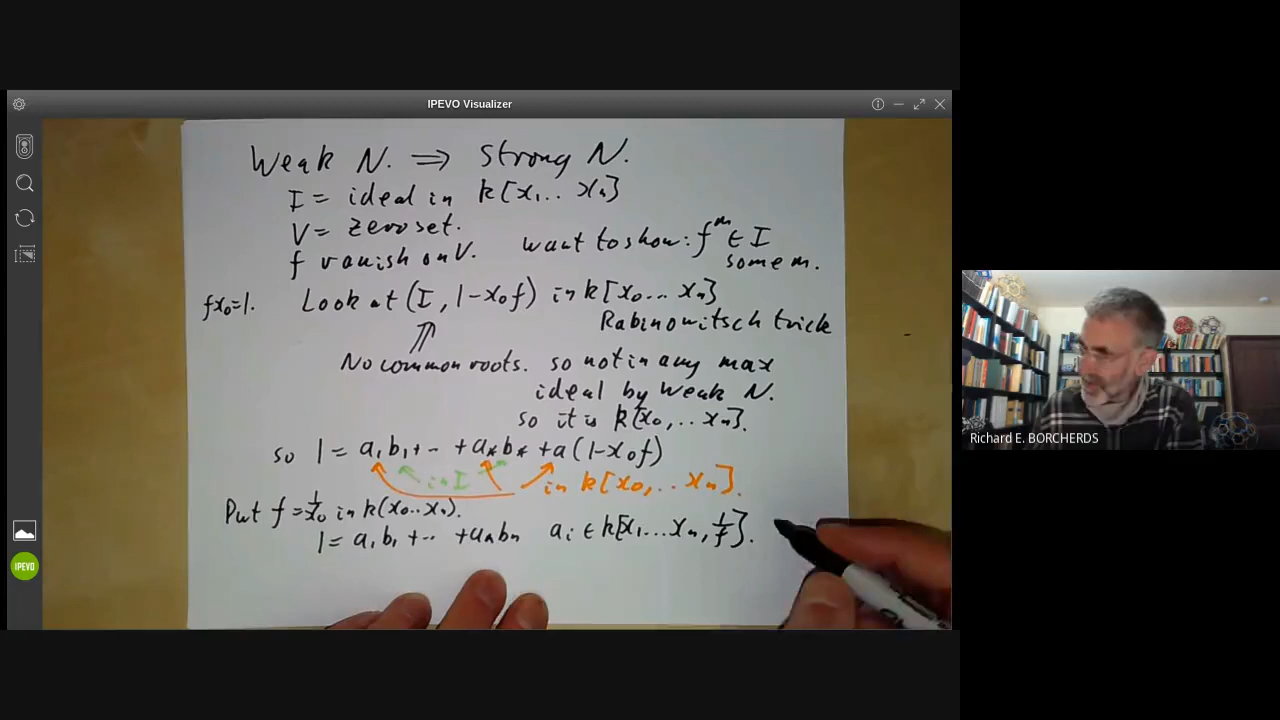 IPEVO Visualizer
Weak N. ⇒ Strong N.
I = ideal in k[x₁..xₙ]
V = zero set.
f vanish on V. want to show: fᵐ ∈ I
some m.
fx₀=1. Look at (I, 1-x₀f) in k[x₀...xₙ]
Rabinowitsch trick
No common roots. so not in any max
ideal by weak N.
so it is k[x₀,..xₙ].
so 1 = a₁b₁+·· +a*b* +a(1-x₀f)
in I in k[x₀,..xₙ].
Put f = 1/x₀ in k(x₀..xₙ).
1 = a₁b₁ +·· +aₙbₙ aᵢ ∈ k[x₁...xₙ, 1/f].
IPEVO
Richard E. BORCHERDS